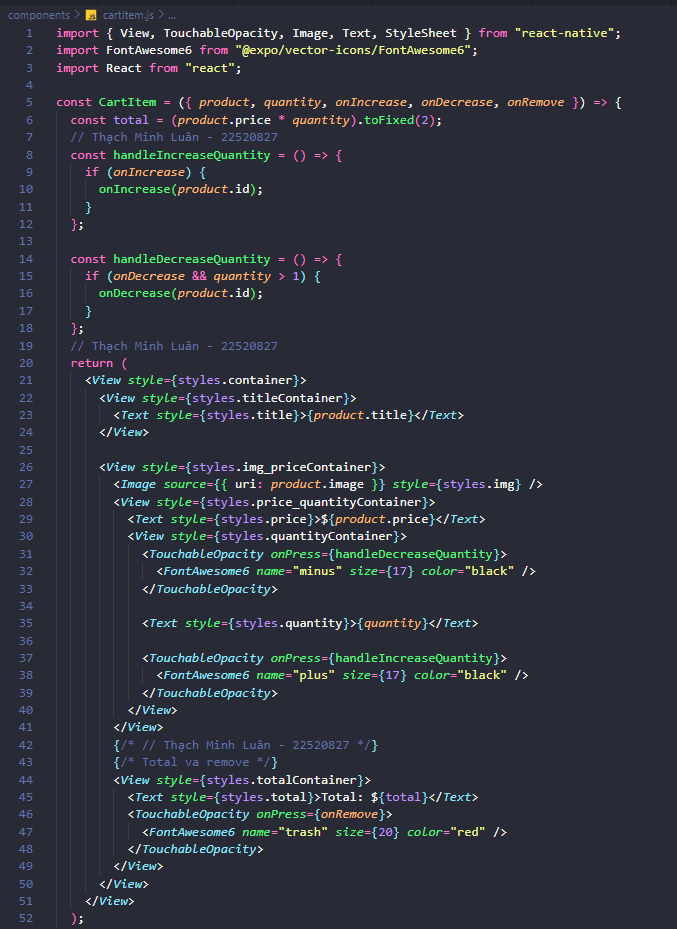 components > JS cartItem.js > ...
1 import { View, TouchableOpacity, Image, Text, StyleSheet } from "react-native";
2 import FontAwesome6 from "@expo/vector-icons/FontAwesome6";
3 import React from "react";
4
5 const CartItem = ({ product, quantity, onIncrease, onDecrease, onRemove }) => {
6   const total = (product.price * quantity).toFixed(2);
7   // Thạch Minh Luân - 22520827
8   const handleIncreaseQuantity = () => {
9     if (onIncrease) {
10       onIncrease(product.id);
11     }
12   };
13
14   const handleDecreaseQuantity = () => {
15     if (onDecrease && quantity > 1) {
16       onDecrease(product.id);
17     }
18   };
19   // Thạch Minh Luân - 22520827
20   return (
21     <View style={styles.container}>
22       <View style={styles.titleContainer}>
23         <Text style={styles.title}>{product.title}</Text>
24       </View>
25
26       <View style={styles.img_priceContainer}>
27         <Image source={{ uri: product.image }} style={styles.img} />
28         <View style={styles.price_quantityContainer}>
29           <Text style={styles.price}>${product.price}</Text>
30           <View style={styles.quantityContainer}>
31             <TouchableOpacity onPress={handleDecreaseQuantity}>
32               <FontAwesome6 name="minus" size={17} color="black" />
33             </TouchableOpacity>
34
35             <Text style={styles.quantity}>{quantity}</Text>
36
37             <TouchableOpacity onPress={handleIncreaseQuantity}>
38               <FontAwesome6 name="plus" size={17} color="black" />
39             </TouchableOpacity>
40           </View>
41         </View>
42         {/* // Thạch Minh Luân - 22520827 */}
43         {/* Total va remove */}
44         <View style={styles.totalContainer}>
45           <Text style={styles.total}>Total: ${total}</Text>
46           <TouchableOpacity onPress={onRemove}>
47             <FontAwesome6 name="trash" size={20} color="red" />
48           </TouchableOpacity>
49         </View>
50       </View>
51     </View>
52   );